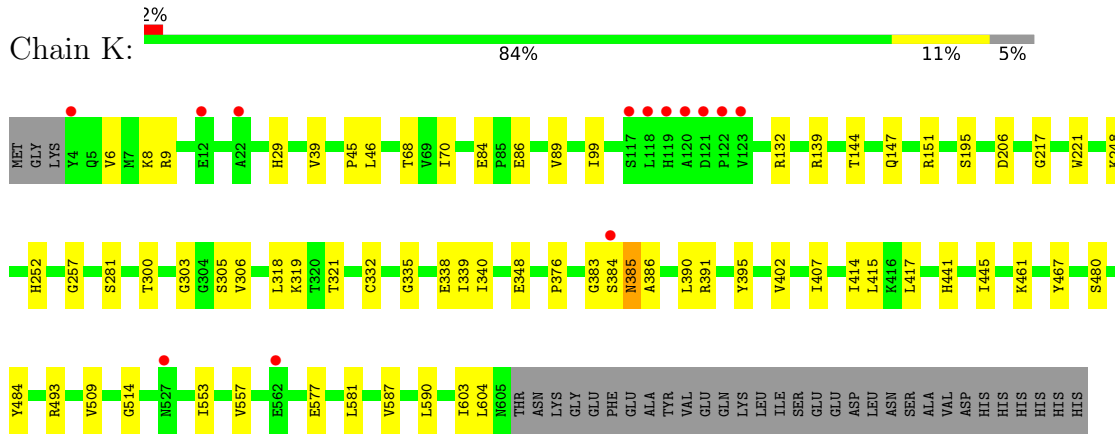 2%
Chain K:
84% 11% 5%
MET GLY LYS Y4 Q5 V6 M7 K8 R9 E12 A22 H29 V39 P45 L46 T68 V69 I70 E84 P85 E86 V89 I99 S117 L118 H119 A120 D121 P122 V123 R132 R139 T144 Q147 R151 S195 D206 G217 W221
H252 G257 S281 T300 G303 G304 S305 V306 L318 K319 T320 T321 C332 G335 E338 I339 I340 E348 P376 G383 S384 N385 A386 L390 R391 Y395 V402 I407 I414 L415 K416 L417 H441 I445 K461 Y467 S480
Y484 R493 V509 G514 N527 I553 V557 E562 E577 L581 V587 L590 I603 L604 N605 THR ASN LYS GLY GLU PHE GLU ALA TYR VAL GLU GLN LYS LEU ILE SER GLU GLU ASP LEU ASN SER ALA VAL ASP HIS HIS HIS HIS HIS HIS